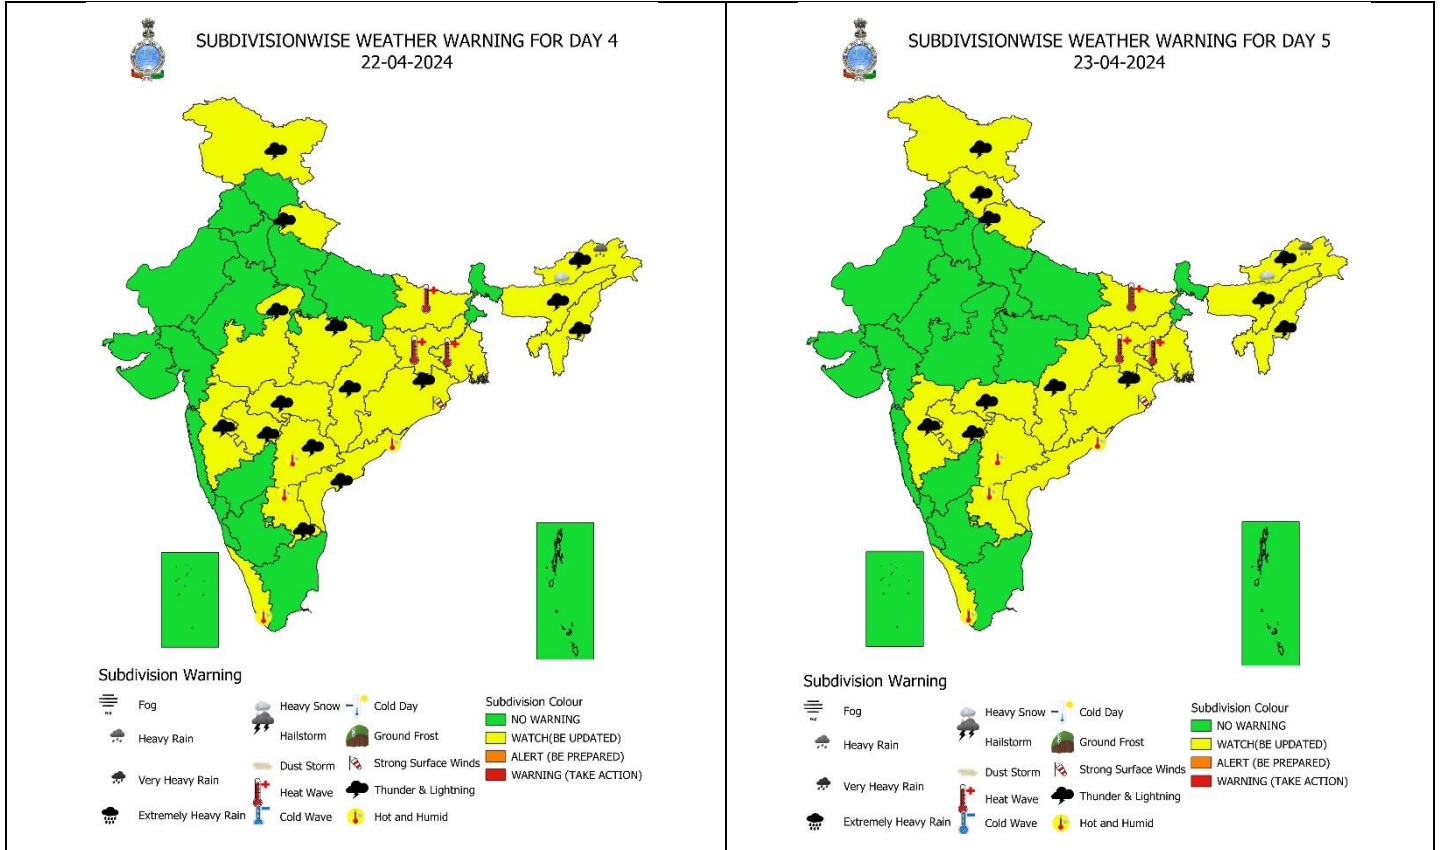 SUBDIVISIONWISE WEATHER WARNING FOR DAY 4
22-04-2024
Subdivision Warning
Fog
Heavy Rain
Very Heavy Rain
Extremely Heavy Rain
Heavy Snow
Hailstorm
Dust Storm
Heat Wave
Cold Wave
Cold Day
Ground Frost
Strong Surface Winds
Thunder & Lightning
Hot and Humid
Subdivision Colour
NO WARNING
WATCH(BE UPDATED)
ALERT (BE PREPARED)
WARNING (TAKE ACTION)
SUBDIVISIONWISE WEATHER WARNING FOR DAY 5
23-04-2024
Subdivision Warning
Fog
Heavy Rain
Very Heavy Rain
Extremely Heavy Rain
Heavy Snow
Hailstorm
Dust Storm
Heat Wave
Cold Wave
Cold Day
Ground Frost
Strong Surface Winds
Thunder & Lightning
Hot and Humid
Subdivision Colour
NO WARNING
WATCH(BE UPDATED)
ALERT (BE PREPARED)
WARNING (TAKE ACTION)